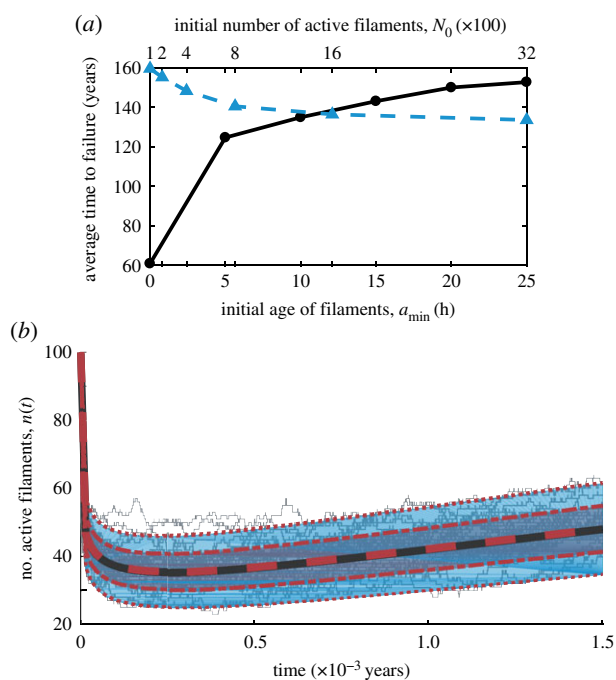 (a)
initial number of active filaments, N0 (×100)
1 2 4 8 16 32
160
140
120
100
80
60
average time to failure (years)
0 5 10 15 20 25
initial age of filaments, amin (h)
(b)
100
80
60
40
20
no. active filaments, n(t)
0 0.5 1.0 1.5
time (×10−3 years)